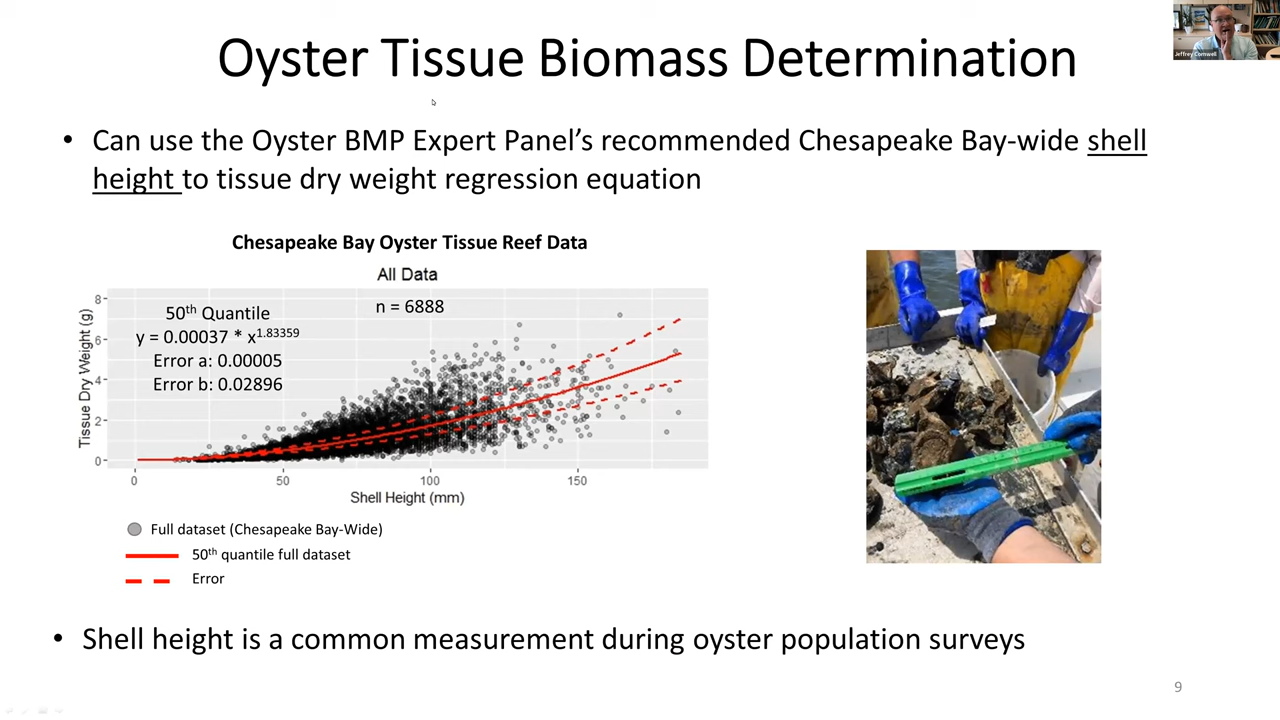 Oyster Tissue Biomass Determination
Jeffrey Cornwell
• Can use the Oyster BMP Expert Panel's recommended Chesapeake Bay-wide shell
height to tissue dry weight regression equation
Chesapeake Bay Oyster Tissue Reef Data
All Data
n = 6888
50th Quantile
y = 0.00037 * x1.83359
Error a: 0.00005
Error b: 0.02896
Tissue Dry Weight (g)
8
6
4
2
0
0 50 100 150
Shell Height (mm)
Full dataset (Chesapeake Bay-Wide)
50th quantile full dataset
Error
• Shell height is a common measurement during oyster population surveys
9